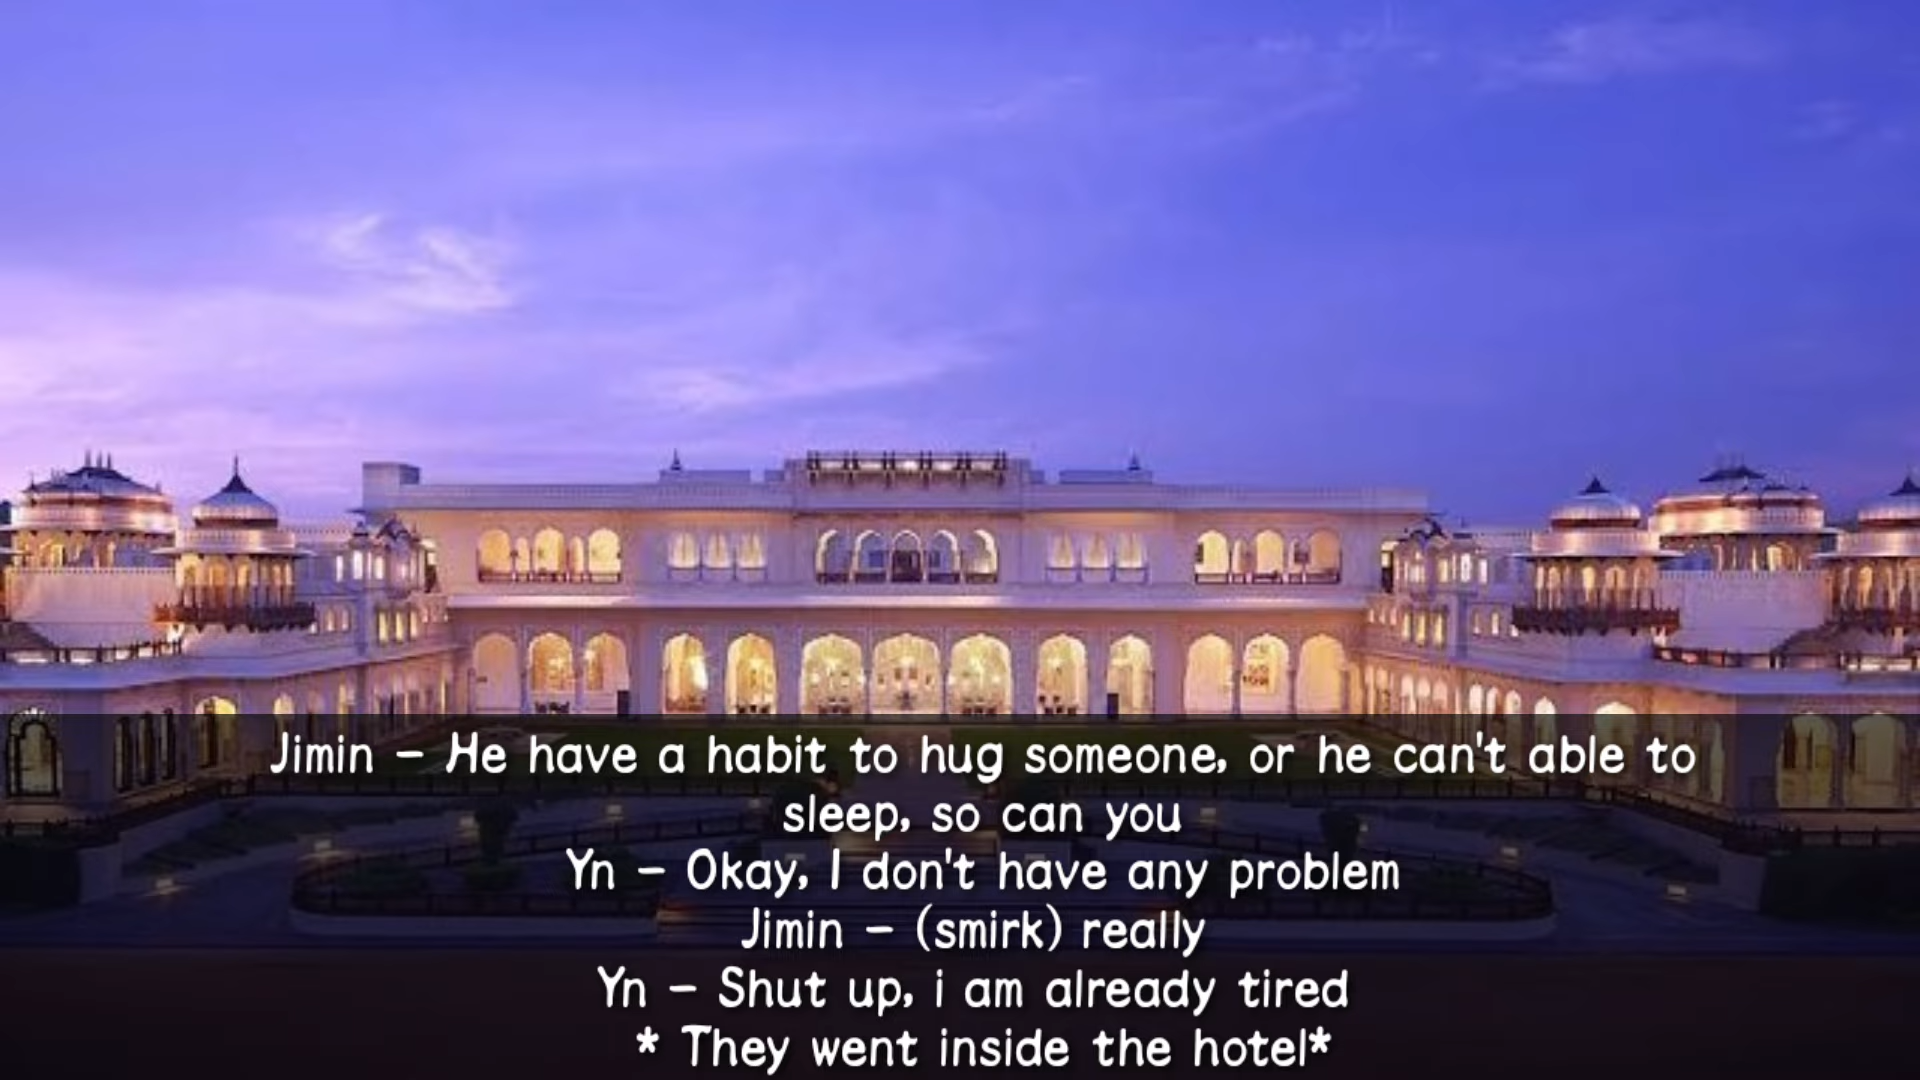 Jimin - He have a habit to hug someone, or he can't able to
sleep, so can you
Yn - Okay, I don't have any problem
Jimin - (smirk) really
Yn - Shut up, i am already tired
* They went inside the hotel*